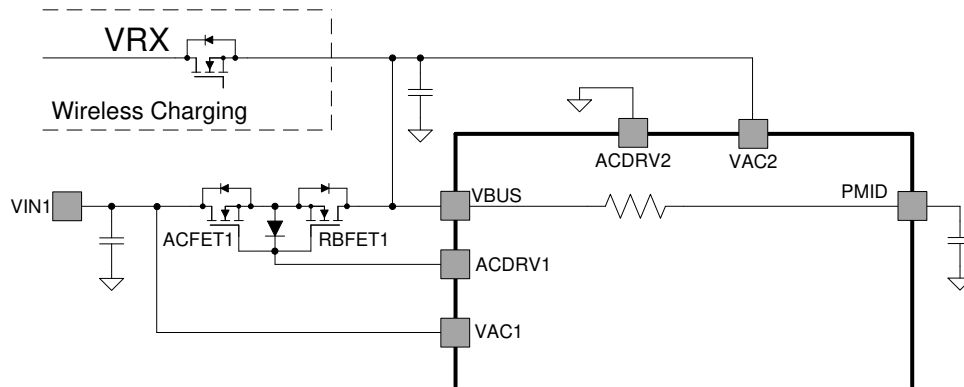 VRX
Wireless Charging
ACDRV2
VAC2
VIN1
VBUS
PMID
ACFET1
RBFET1
ACDRV1
VAC1